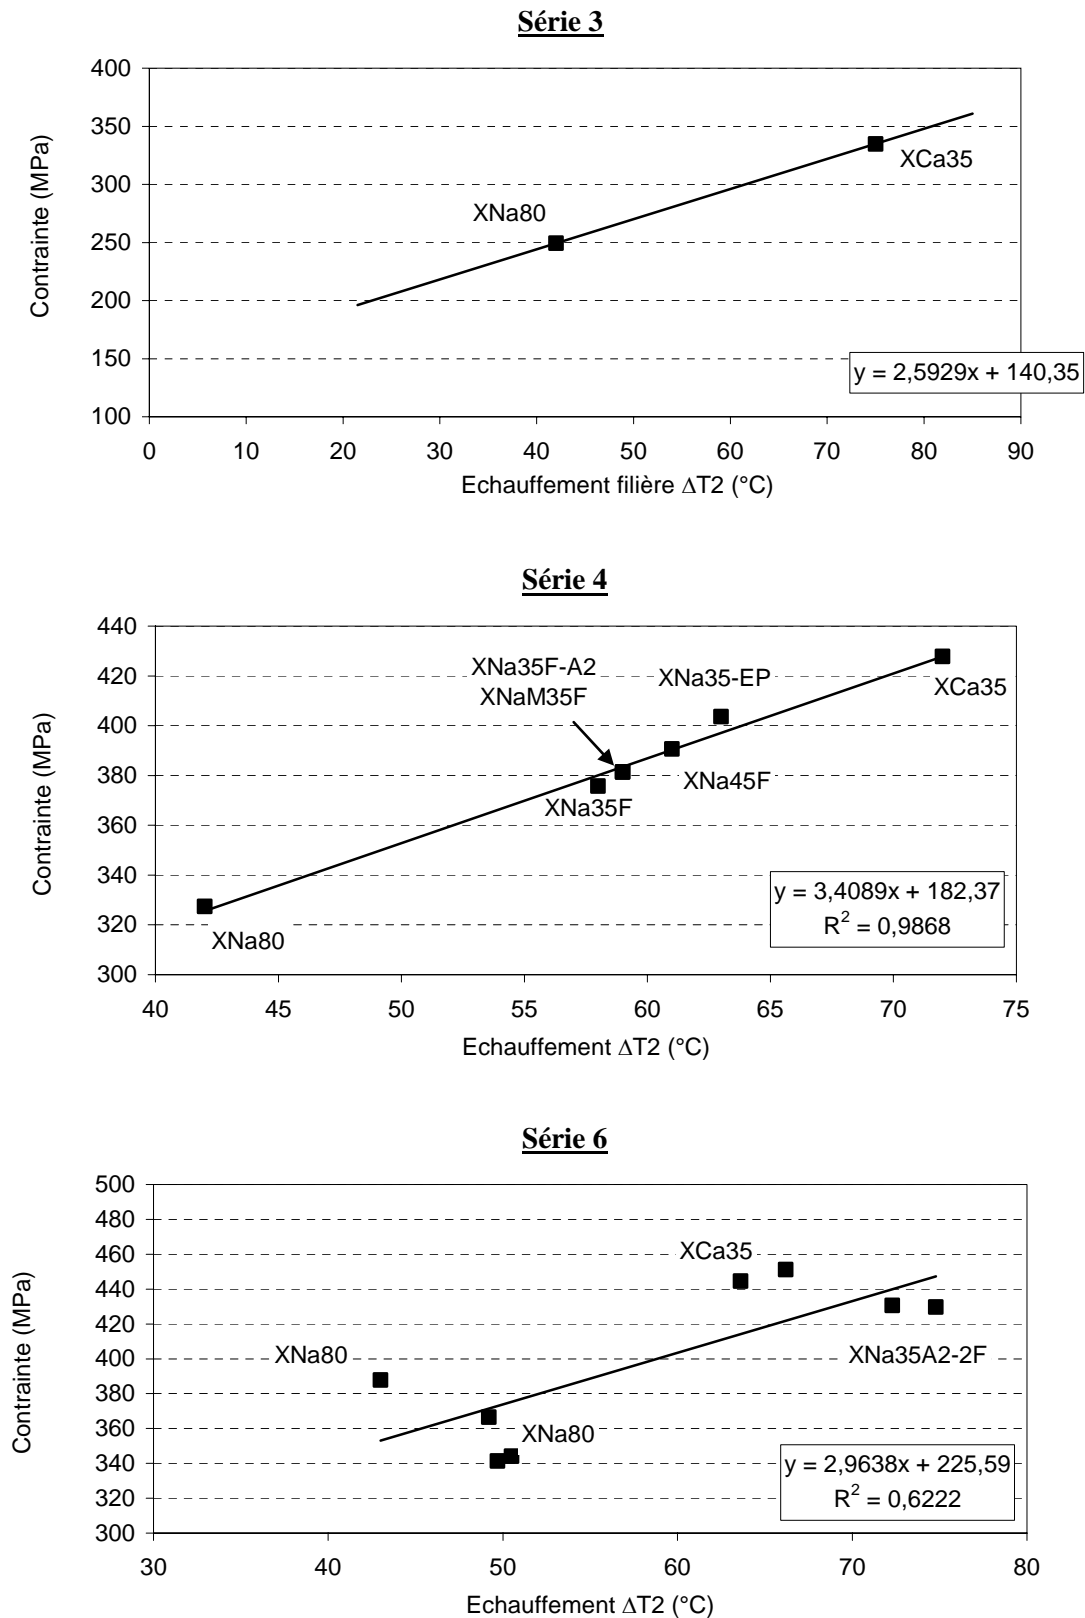 Série 3
400
350
300
250
200
150
100
Contrainte (MPa)
XNa80
XCa35
y = 2,5929x + 140,35
0 10 20 30 40 50 60 70 80 90
Echauffement filière ΔT2 (°C)
Série 4
440
420
400
380
360
340
320
300
Contrainte (MPa)
XNa35F-A2
XNaM35F
XNa35-EP
XCa35
XNa45F
XNa35F
XNa80
y = 3,4089x + 182,37
R² = 0,9868
40 45 50 55 60 65 70 75
Echauffement ΔT2 (°C)
Série 6
500
480
460
440
420
400
380
360
340
320
300
Contrainte (MPa)
XCa35
XNa80
XNa35A2-2F
XNa80
y = 2,9638x + 225,59
R² = 0,6222
30 40 50 60 70 80
Echauffement ΔT2 (°C)